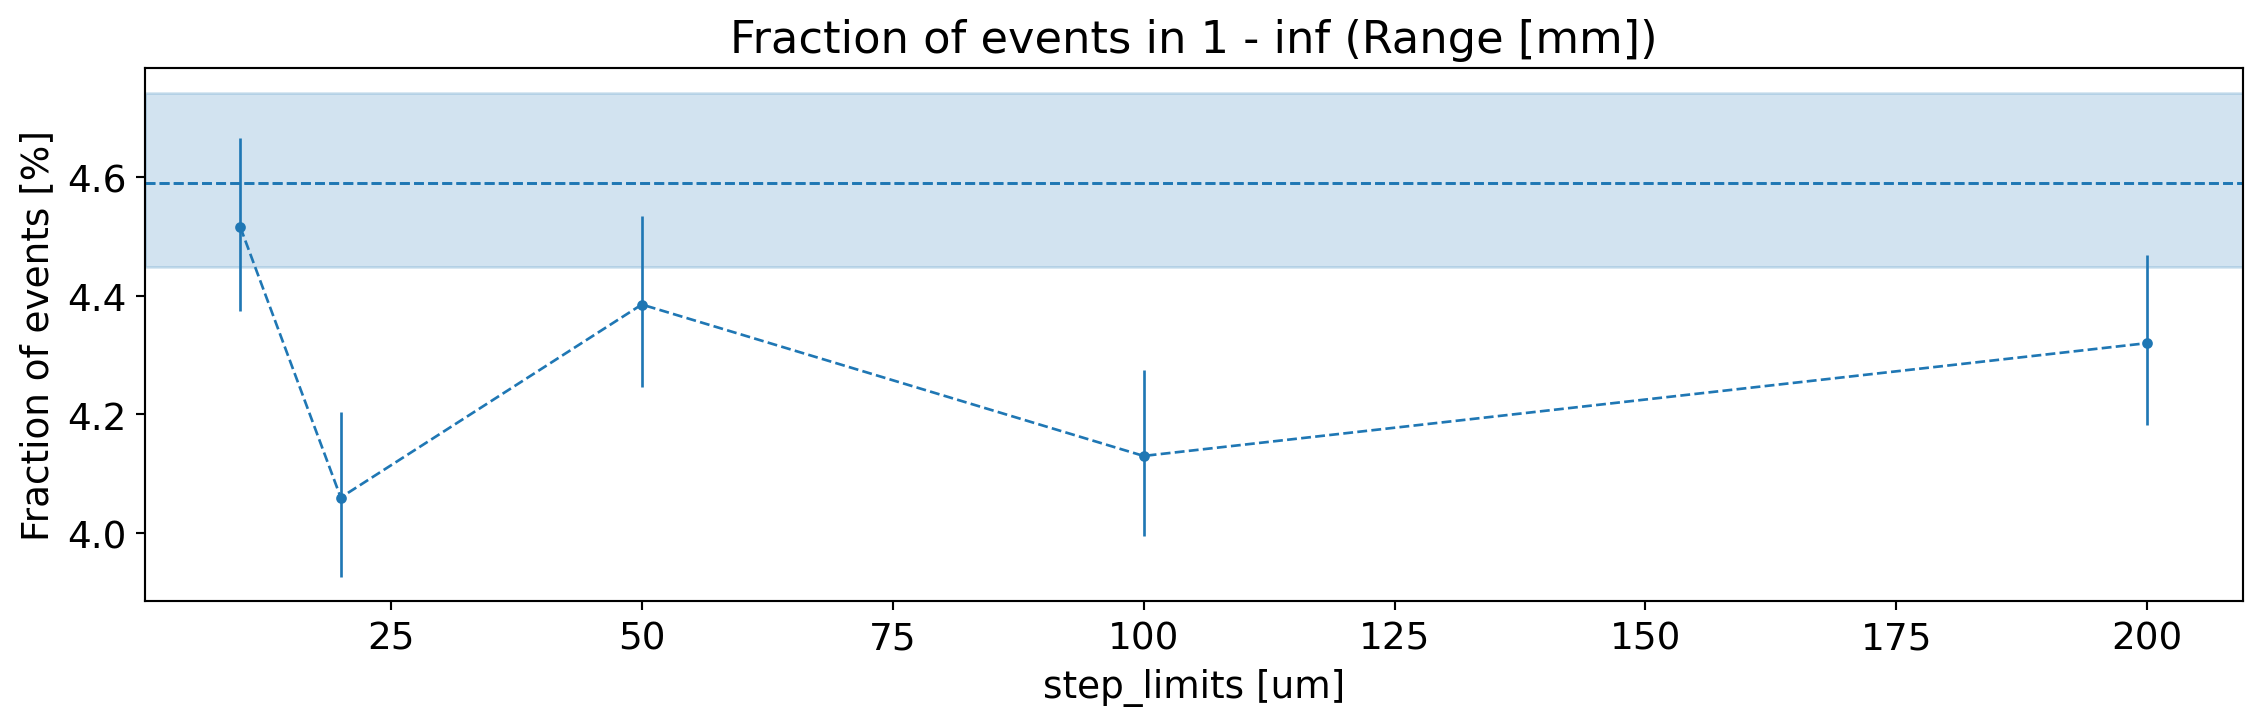 Fraction of events in 1 - inf (Range [mm])
Fraction of events [%]
4.6
4.4
4.2
4.0
25 50 75 100 125 150 175 200
step_limits [um]